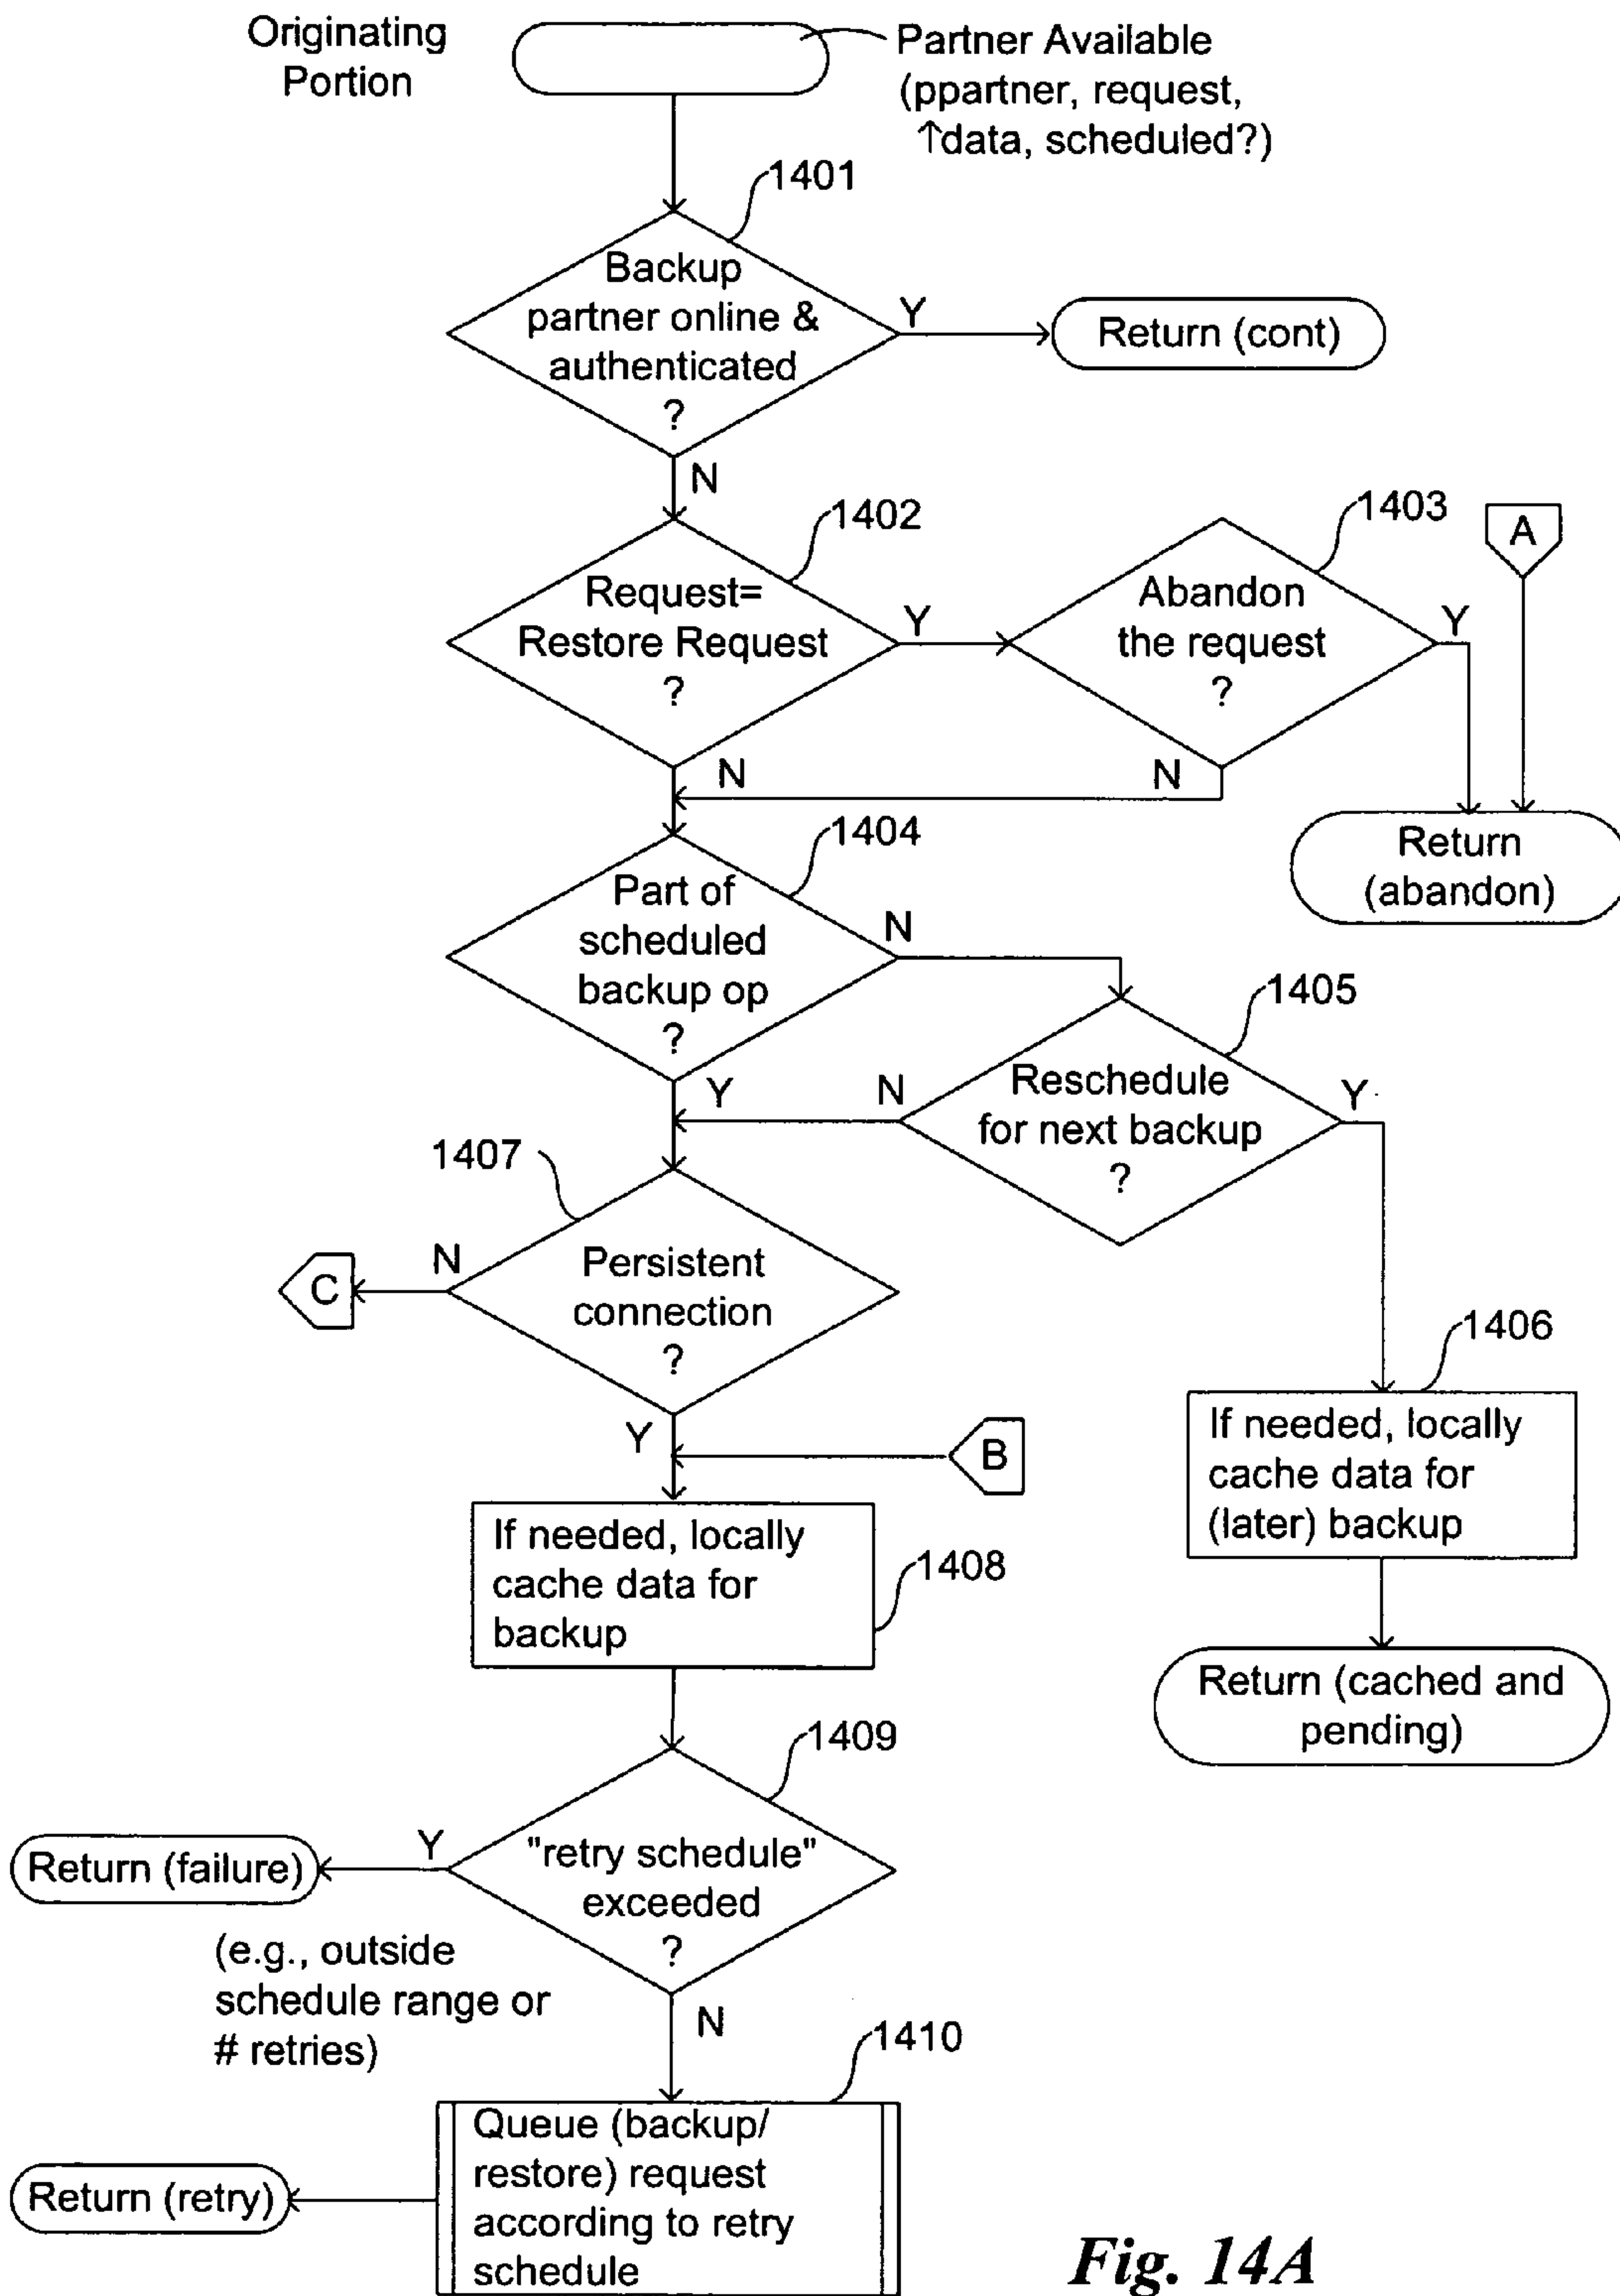 Originating
Portion
Partner Available
(ppartner, request,
↑data, scheduled?)
1401
Backup
partner online &
authenticated
?
Y
Return (cont)
N
1402
Request=
Restore Request
?
Y
1403
Abandon
the request
?
Y
A
N
N
Return
(abandon)
1404
Part of
scheduled
backup op
?
N
Y
1405
Reschedule
for next backup
?
N
Y
1407
Persistent
connection
?
N
C
Y
B
1406
If needed, locally
cache data for
(later) backup
Return (cached and
pending)
If needed, locally
cache data for
backup
1408
1409
"retry schedule"
exceeded
?
Y
Return (failure)
(e.g., outside
schedule range or
# retries)
N
1410
Queue (backup/
restore) request
according to retry
schedule
Return (retry)
Fig. 14A